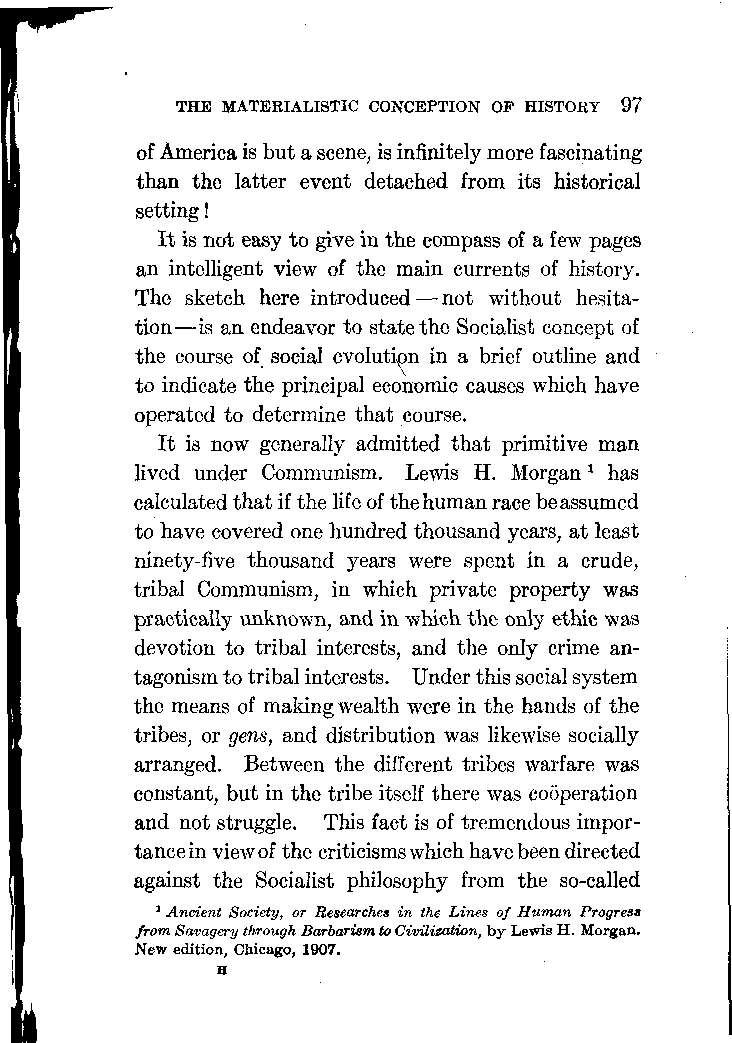 THE MATERIALISTIC CONCEPTION OF HISTORY 97
of America is but a scene, is infinitely more fascinating
than the latter event detached from its historical
setting!
It is not easy to give in the compass of a few pages
an intelligent view of the main currents of history.
The sketch here introduced — not without hesita-
tion — is an endeavor to state the Socialist concept of
the course of social evolution in a brief outline and
to indicate the principal economic causes which have
operated to determine that course.
It is now generally admitted that primitive man
lived under Communism. Lewis H. Morgan ¹ has
calculated that if the life of the human race be assumed
to have covered one hundred thousand years, at least
ninety-five thousand years were spent in a crude,
tribal Communism, in which private property was
practically unknown, and in which the only ethic was
devotion to tribal interests, and the only crime an-
tagonism to tribal interests. Under this social system
the means of making wealth were in the hands of the
tribes, or gens, and distribution was likewise socially
arranged. Between the different tribes warfare was
constant, but in the tribe itself there was coöperation
and not struggle. This fact is of tremendous impor-
tance in view of the criticisms which have been directed
against the Socialist philosophy from the so-called
¹ Ancient Society, or Researches in the Lines of Human Progress
from Savagery through Barbarism to Civilization, by Lewis H. Morgan.
New edition, Chicago, 1907.
H